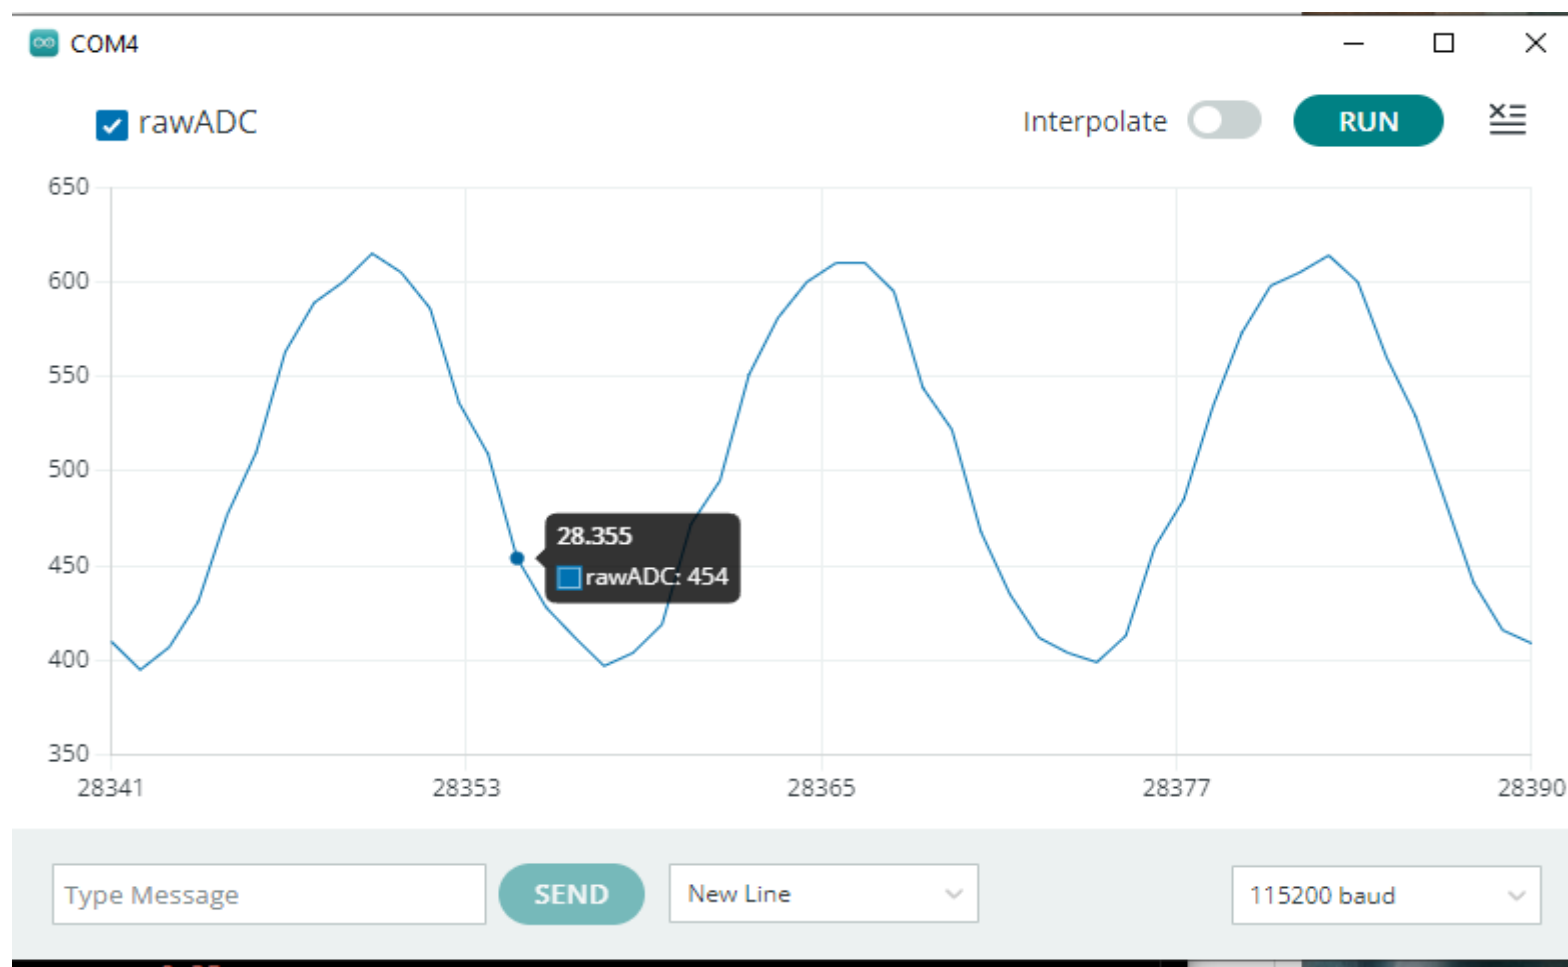 COM4
rawADC
Interpolate
RUN
650
600
550
500
450
400
350
28.355
rawADC: 454
28341 28353 28365 28377 28390
Type Message
SEND
New Line
115200 baud